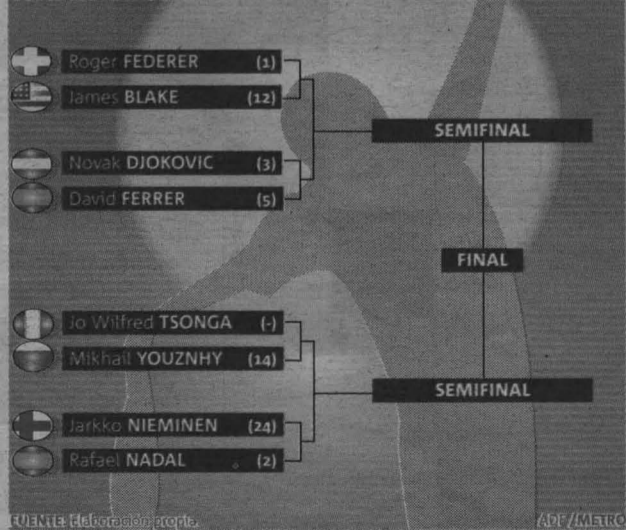 Roger FEDERER (1)
James BLAKE (12)
SEMIFINAL
Novak DJOKOVIC (3)
David FERRER (5)
FINAL
Jo Wilfred TSONGA (-)
Mikhail YOUZNHY (14)
SEMIFINAL
Jarkko NIEMINEN (24)
Rafael NADAL (2)
FUENTE: Elaboración propia.
ADF/METRO